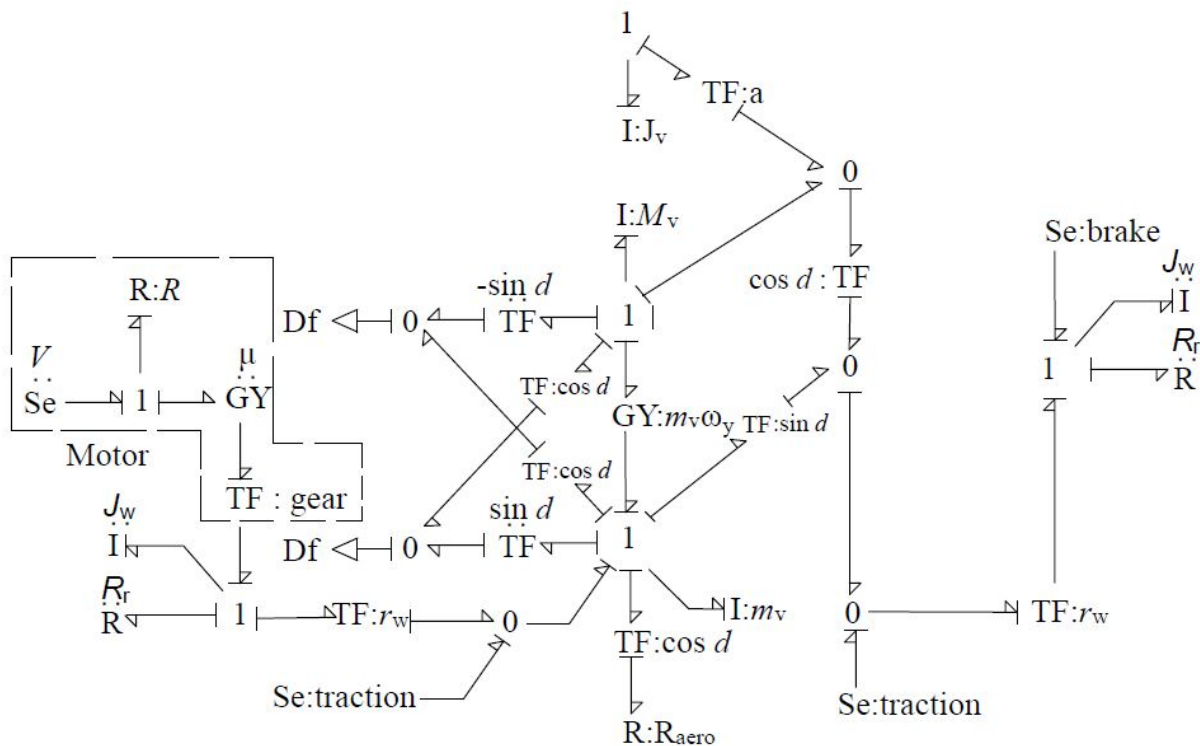 1
TF:a
I:Jv
0
I:Mv
Se:brake
R:R
-sin d
cos d : TF
Jw
I
Df
0
TF
1
V
μ
Rr
Se
1
GY
TF:cos d
0
1
R
GY:mvωy
TF:sin d
Motor
TF:cos d
TF : gear
Jw
sin d
I
Df
0
TF
1
Rr
R
1
TF:rw
0
I:mv
0
TF:rw
TF:cos d
Se:traction
Se:traction
R:Raero